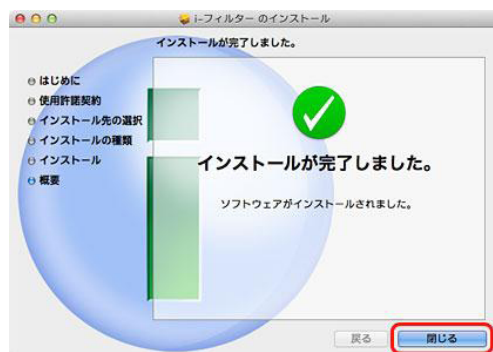 i-フィルター のインストール
インストールが完了しました。
はじめに
使用許諾契約
インストール先の選択
インストールの種類
インストール
概要
インストールが完了しました。
ソフトウェアがインストールされました。
戻る
閉じる